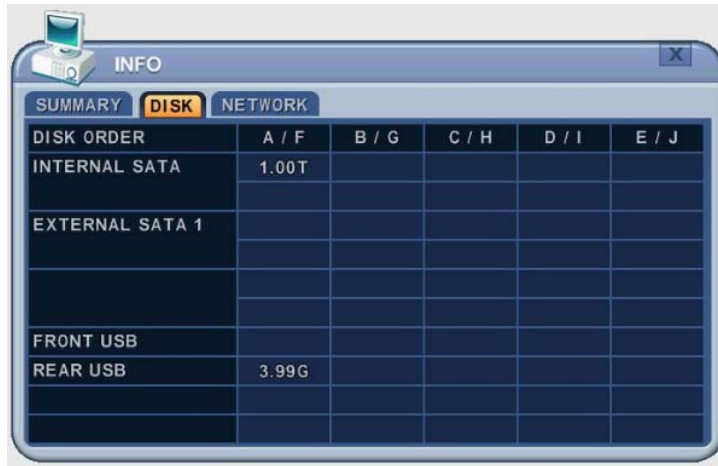 INFO
X
SUMMARY DISK NETWORK
DISK ORDER A / F B / G C / H D / I E / J
INTERNAL SATA 1.00T
EXTERNAL SATA 1
FRONT USB
REAR USB 3.99G